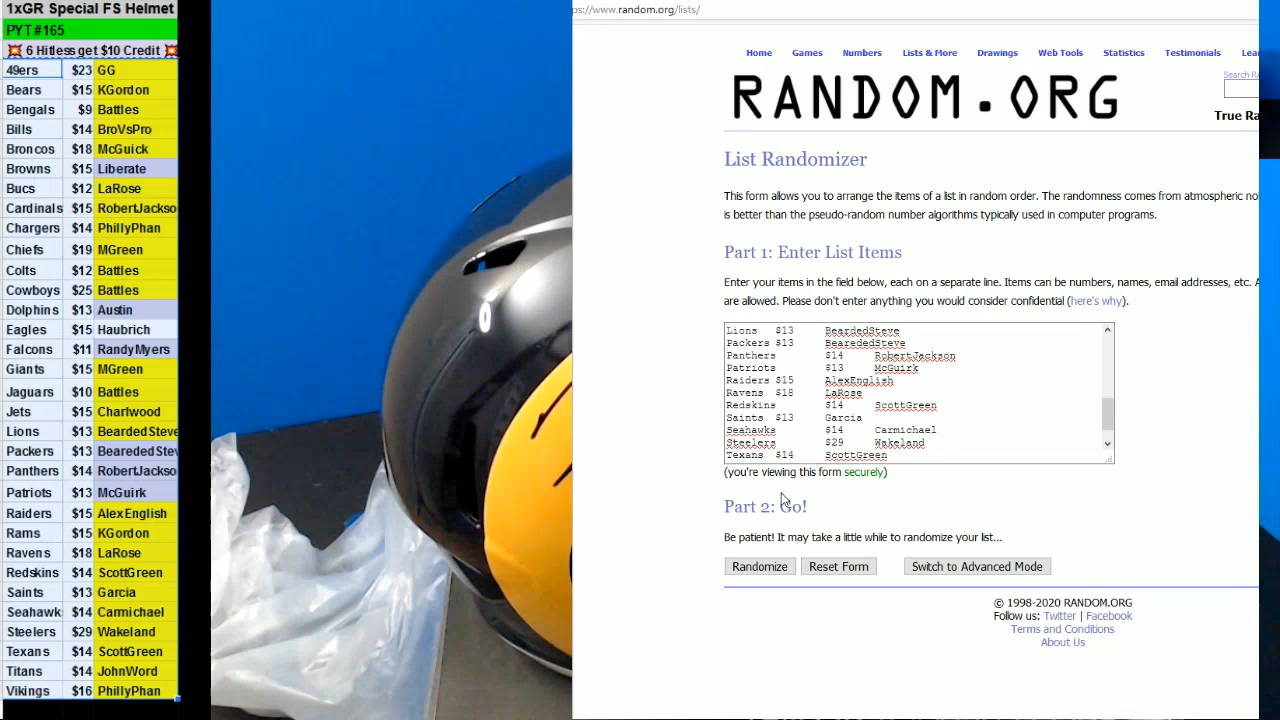 1xGR Special FS Helmet
PYT #165
💥 6 Hitless get $10 Credit 💥
49ers $23 GG
Bears $15 KGordon
Bengals $9 Battles
Bills $14 BroVsPro
Broncos $18 McGuick
Browns $15 Liberate
Bucs $12 LaRose
Cardinals $15 RobertJackso
Chargers $14 PhillyPhan
Chiefs $19 MGreen
Colts $12 Battles
Cowboys $25 Battles
Dolphins $13 Austin
Eagles $15 Haubrich
Falcons $11 RandyMyers
Giants $15 MGreen
Jaguars $10 Battles
Jets $15 Charlwood
Lions $13 BeardedSteve
Packers $13 BearededStev
Panthers $14 RobertJackso
Patriots $13 McGuirk
Raiders $15 AlexEnglish
Rams $15 KGordon
Ravens $18 LaRose
Redskins $14 ScottGreen
Saints $13 Garcia
Seahawk $14 Carmichael
Steelers $29 Wakeland
Texans $14 ScottGreen
Titans $14 JohnWord
Vikings $16 PhillyPhan
ps://www.random.org/lists/
Home Games Numbers Lists & More Drawings Web Tools Statistics Testimonials Lear
Search RA
RANDOM.ORG
True Ra
List Randomizer
This form allows you to arrange the items of a list in random order. The randomness comes from atmospheric no
is better than the pseudo-random number algorithms typically used in computer programs.
Part 1: Enter List Items
Enter your items in the field below, each on a separate line. Items can be numbers, names, email addresses, etc. A
are allowed. Please don't enter anything you would consider confidential (here's why).
Lions $13 BeardedSteve
Packers $13 BearededSteve
Panthers $14 RobertJackson
Patriots $13 McGuirk
Raiders $15 AlexEnglish
Ravens $18 LaRose
Redskins $14 ScottGreen
Saints $13 Garcia
Seahawks $14 Carmichael
Steelers $29 Wakeland
Texans $14 ScottGreen
(you're viewing this form securely)
Part 2: Go!
Be patient! It may take a little while to randomize your list...
Randomize Reset Form Switch to Advanced Mode
© 1998-2020 RANDOM.ORG
Follow us: Twitter | Facebook
Terms and Conditions
About Us